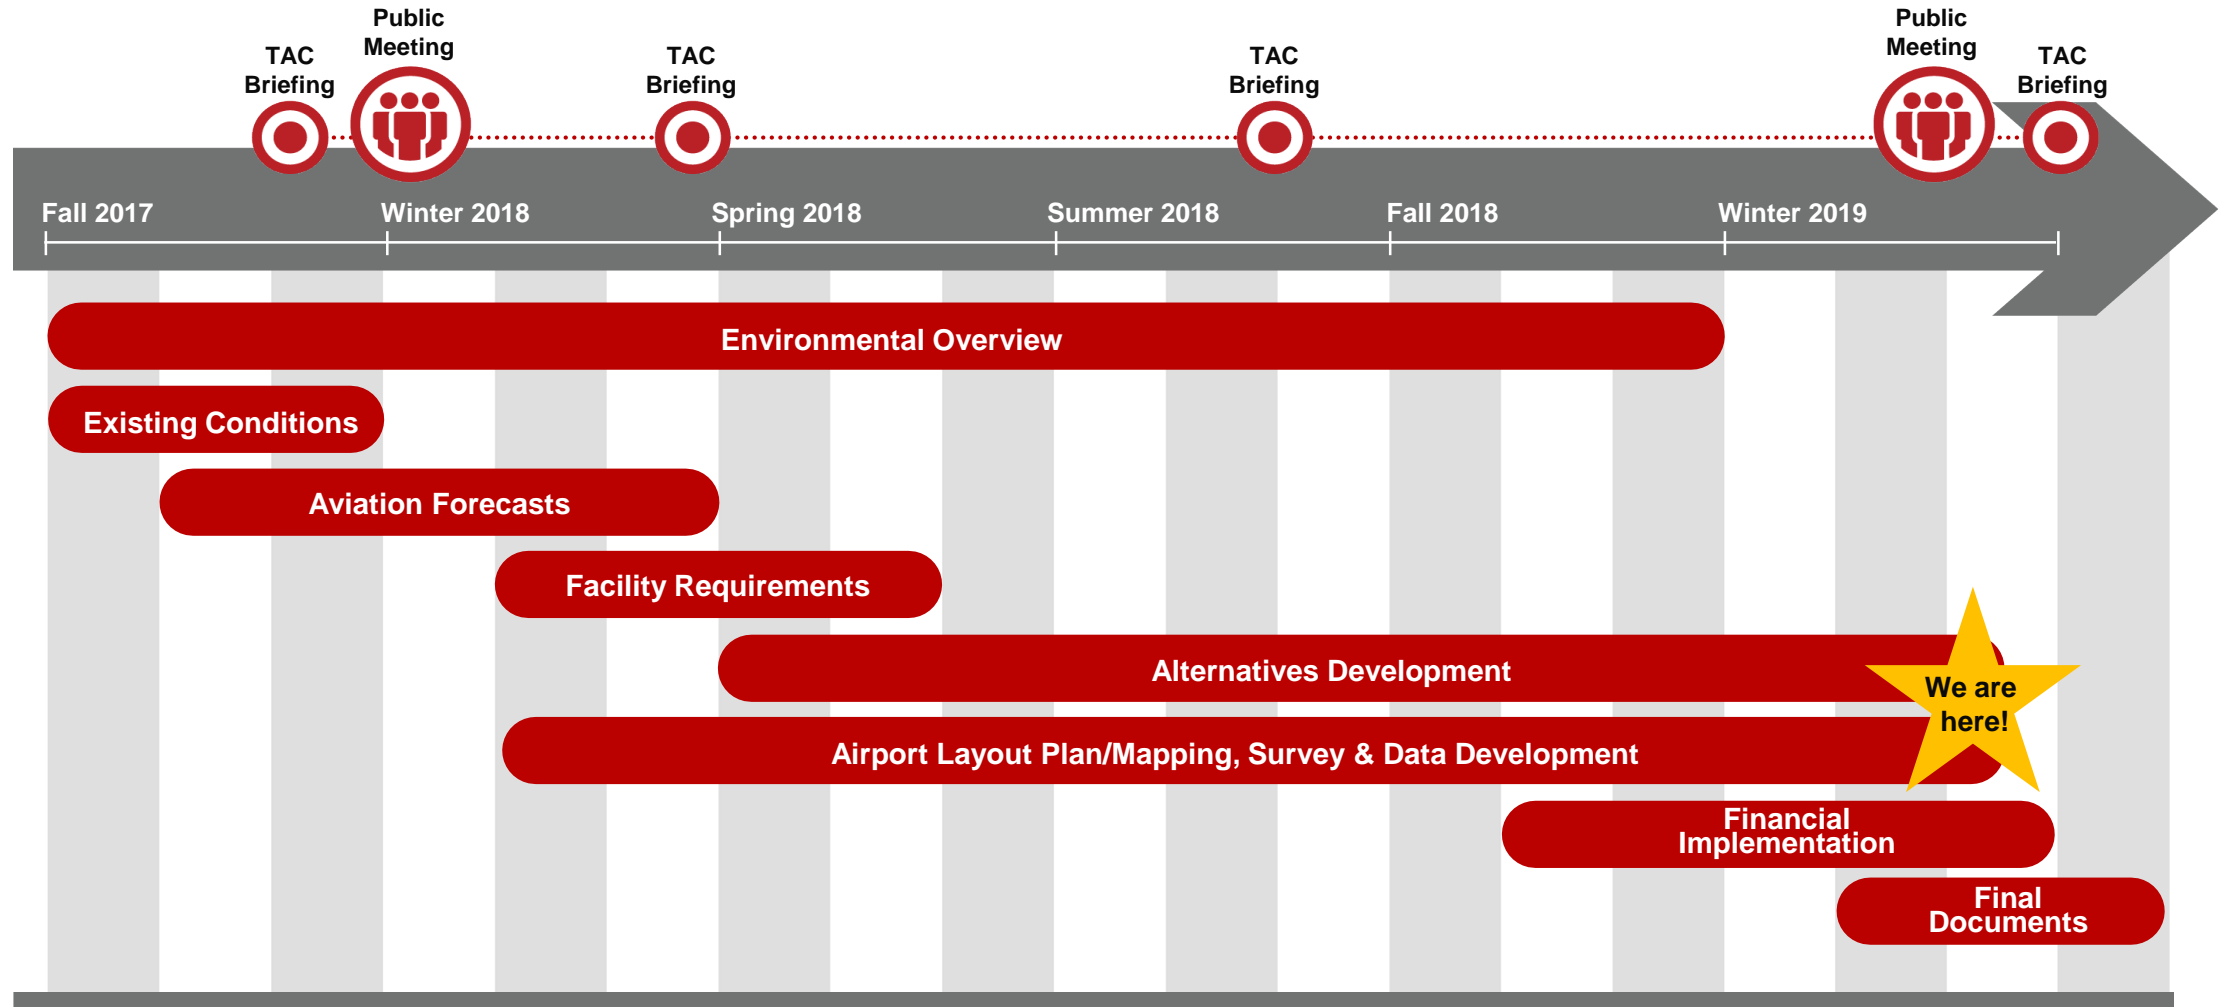 Public
Meeting
TAC
Briefing
TAC
Briefing
TAC
Briefing
Public
Meeting
TAC
Briefing
Fall 2017
Winter 2018
Spring 2018
Summer 2018
Fall 2018
Winter 2019
Environmental Overview
Existing Conditions
Aviation Forecasts
Facility Requirements
Alternatives Development
We are
here!
Airport Layout Plan/Mapping, Survey & Data Development
Financial
Implementation
Final
Documents